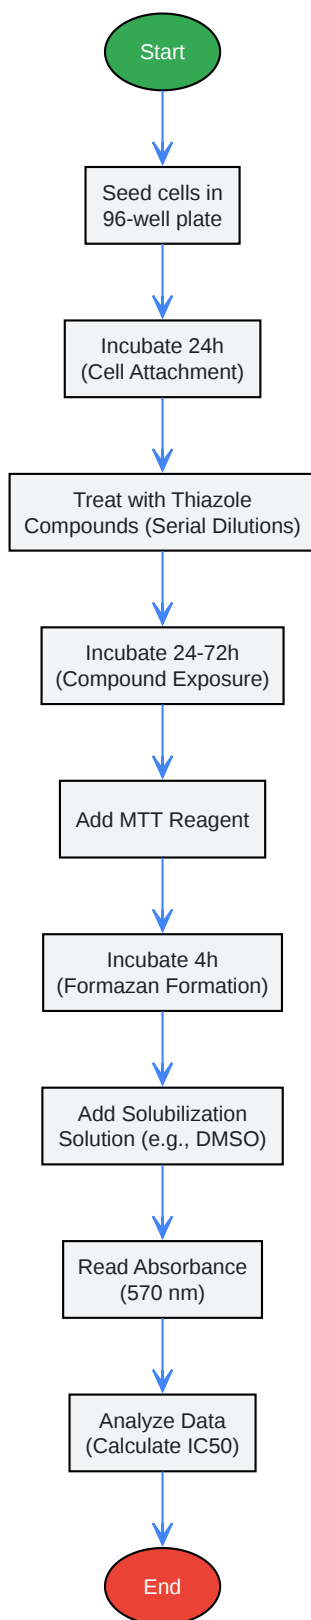 Start
Seed cells in
96-well plate
Incubate 24h
(Cell Attachment)
Treat with Thiazole
Compounds (Serial Dilutions)
Incubate 24-72h
(Compound Exposure)
Add MTT Reagent
Incubate 4h
(Formazan Formation)
Add Solubilization
Solution (e.g., DMSO)
Read Absorbance
(570 nm)
Analyze Data
(Calculate IC50)
End